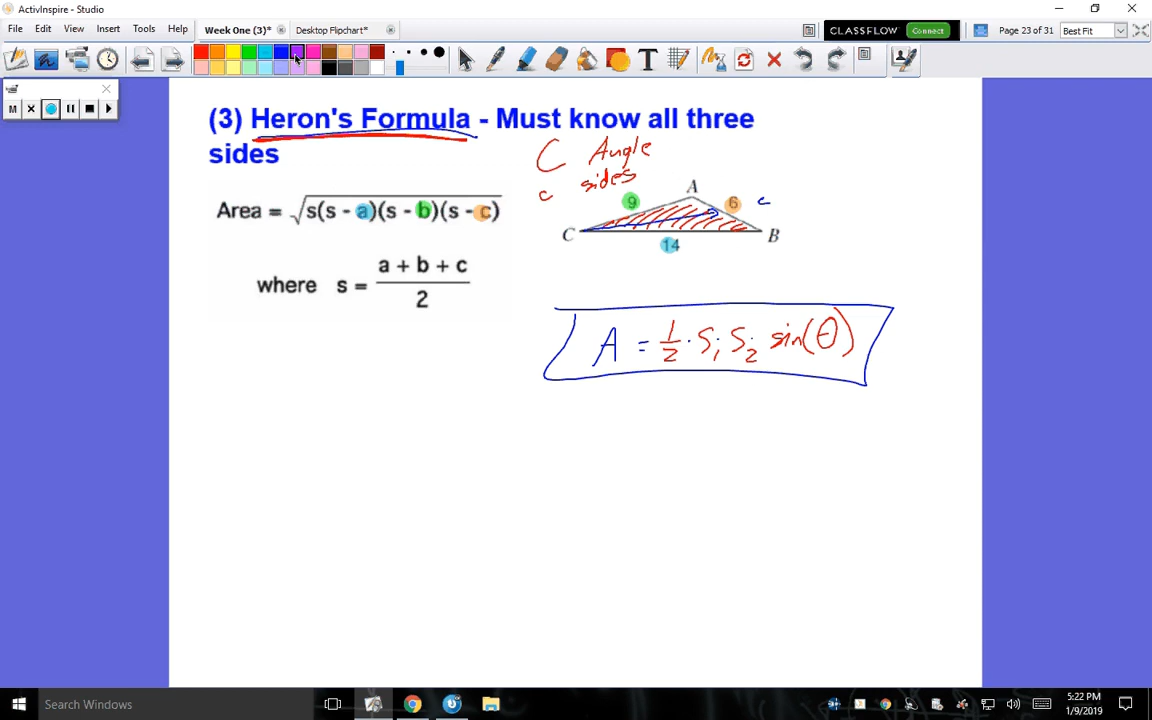 ActivInspire - Studio
File Edit View Insert Tools Help
Week One (3)*
Desktop Flipchart*
CLASSFLOW Connect
Page 23 of 31
Best Fit
M
(3) Heron's Formula - Must know all three
sides
C Angle
c sides
Area = √s(s - a)(s - b)(s - c)
where s = a + b + c
2
A
9
6 c
C
B
14
A = 1/2 · S₁ S₂ sin(θ)
Search Windows
5:22 PM
1/9/2019